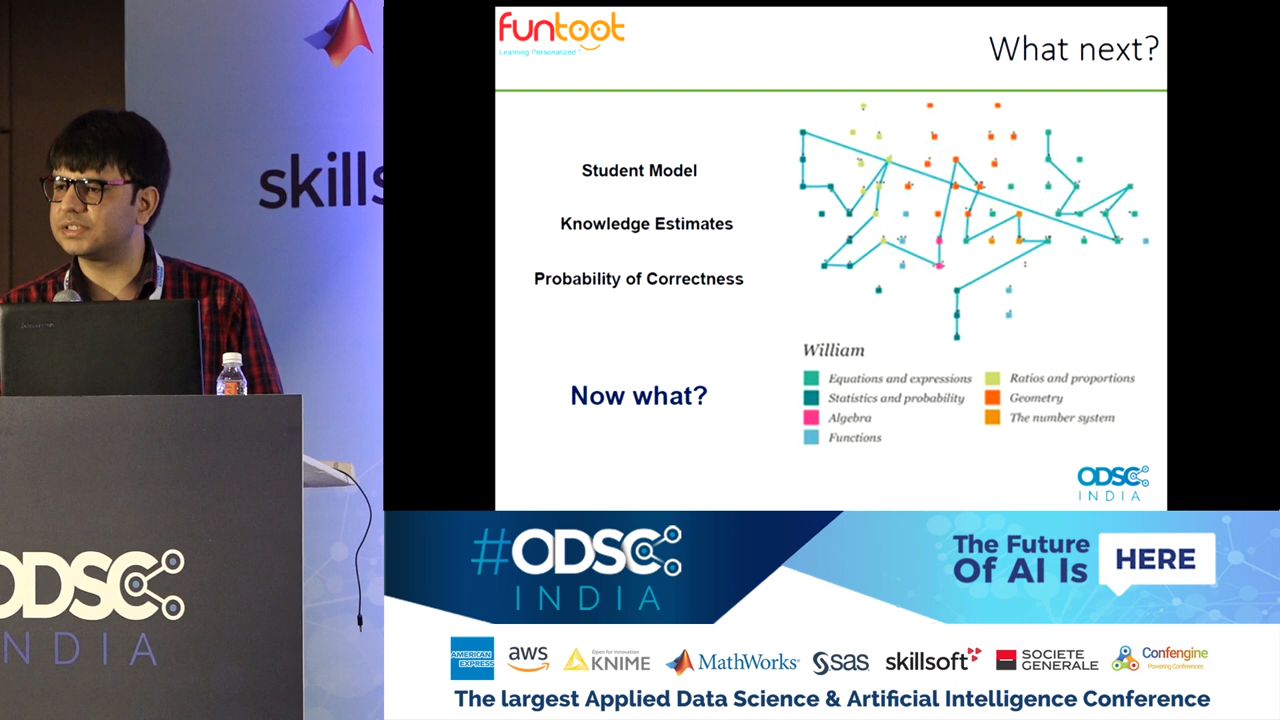 skills
ODSC
INDIA
funtoot
Learning Personalized
What next?
Student Model
Knowledge Estimates
Probability of Correctness
Now what?
William
Equations and expressions
Statistics and probability
Algebra
Functions
Ratios and proportions
Geometry
The number system
ODSC
INDIA
#ODSC
INDIA
The Future
Of AI Is
HERE
AMERICAN
EXPRESS
aws
Open for Innovation
KNIME
MathWorks
sas
skillsoft
SOCIETE
GENERALE
Confengine
Powering Conferences
The largest Applied Data Science & Artificial Intelligence Conference